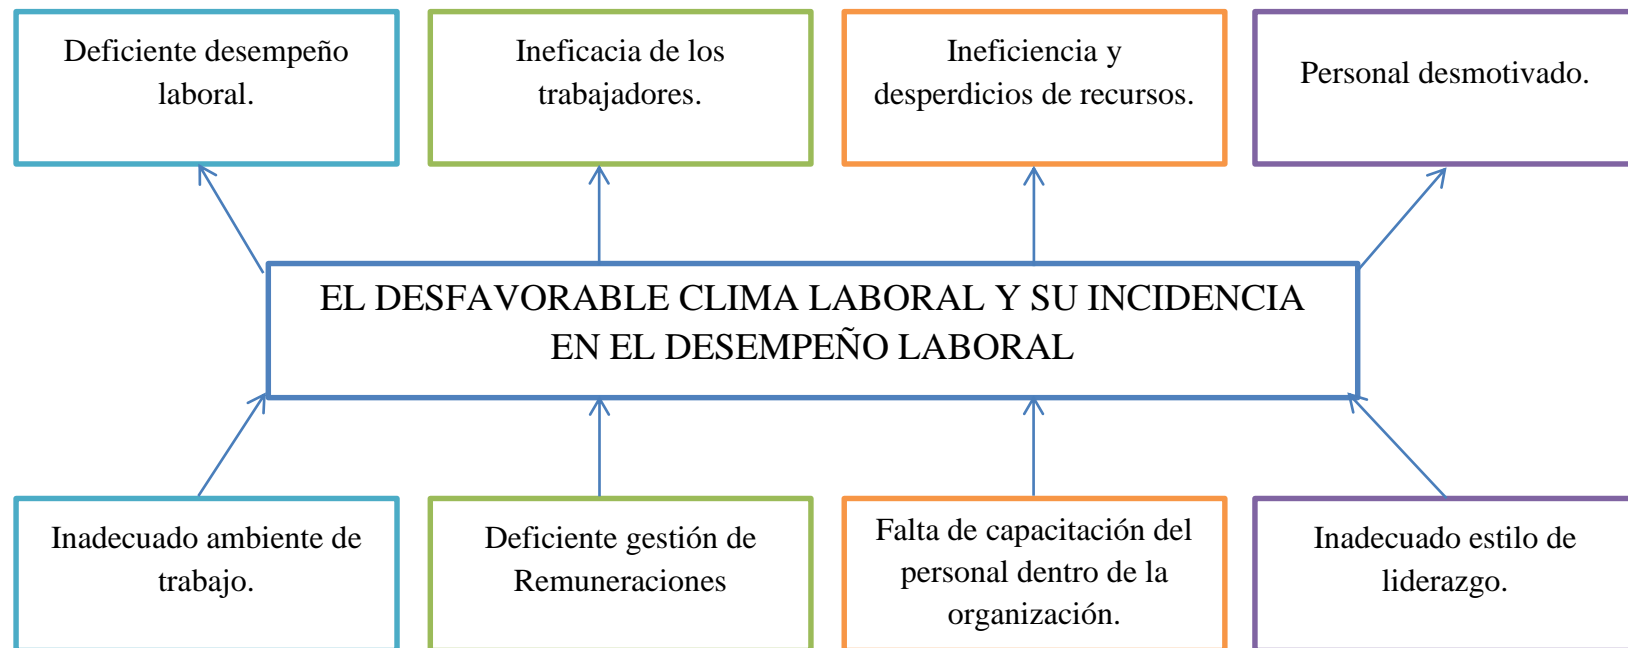 Deficiente desempeño
laboral.
Ineficacia de los
trabajadores.
Ineficiencia y
desperdicios de recursos.
Personal desmotivado.
EL DESFAVORABLE CLIMA LABORAL Y SU INCIDENCIA
EN EL DESEMPEÑO LABORAL
Inadecuado ambiente de
trabajo.
Deficiente gestión de
Remuneraciones
Falta de capacitación del
personal dentro de la
organización.
Inadecuado estilo de
liderazgo.